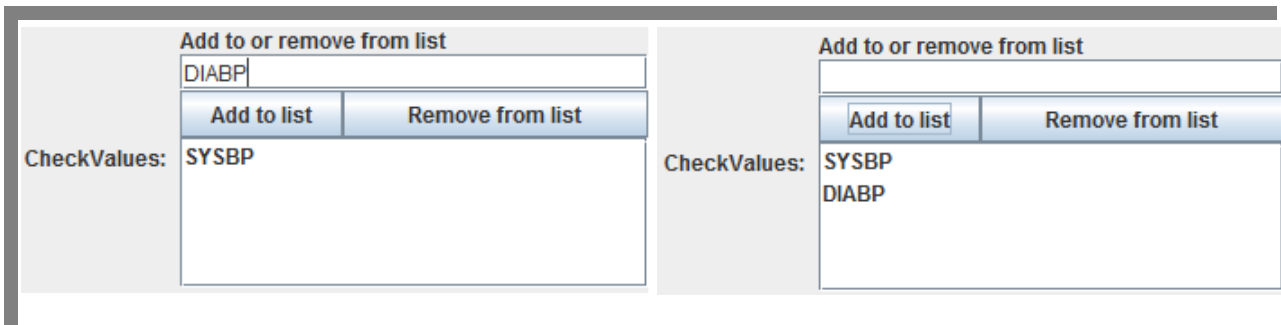 Add to or remove from list
DIABP
Add to list Remove from list
CheckValues: SYSBP
Add to or remove from list
Add to list Remove from list
CheckValues: SYSBP
DIABP